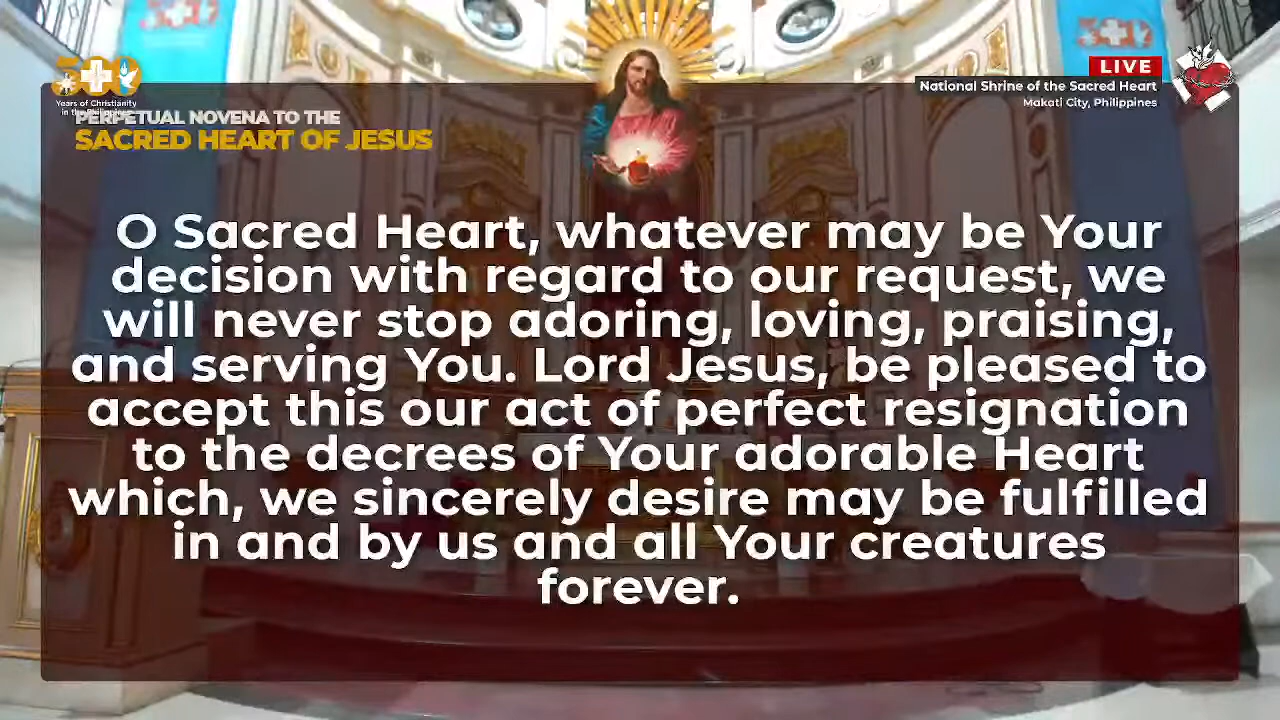 500
Years of Christianity
in the Philippines
PERPETUAL NOVENA TO THE
SACRED HEART OF JESUS
LIVE
National Shrine of the Sacred Heart
Makati City, Philippines
O Sacred Heart, whatever may be Your
decision with regard to our request, we
will never stop adoring, loving, praising,
and serving You. Lord Jesus, be pleased to
accept this our act of perfect resignation
to the decrees of Your adorable Heart
which, we sincerely desire may be fulfilled
in and by us and all Your creatures
forever.